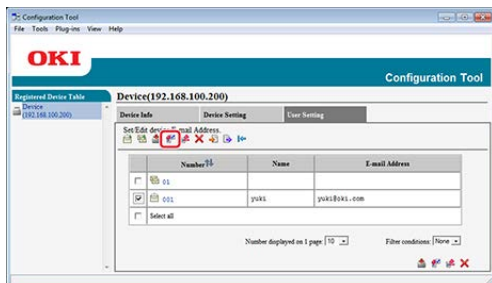 Configuration Tool
File Tools Plug-ins View Help
OKI
Configuration Tool
Registered Device Table
Device
(192.168.100.200)
Device(192.168.100.200)
Device Info
Device Setting
User Setting
Set/Edit device E-mail Address.
Number
Name
E-mail Address
01
001
yuki
yuki@oki.com
Select all
Number displayed on 1 page: 10
Filter conditions: None